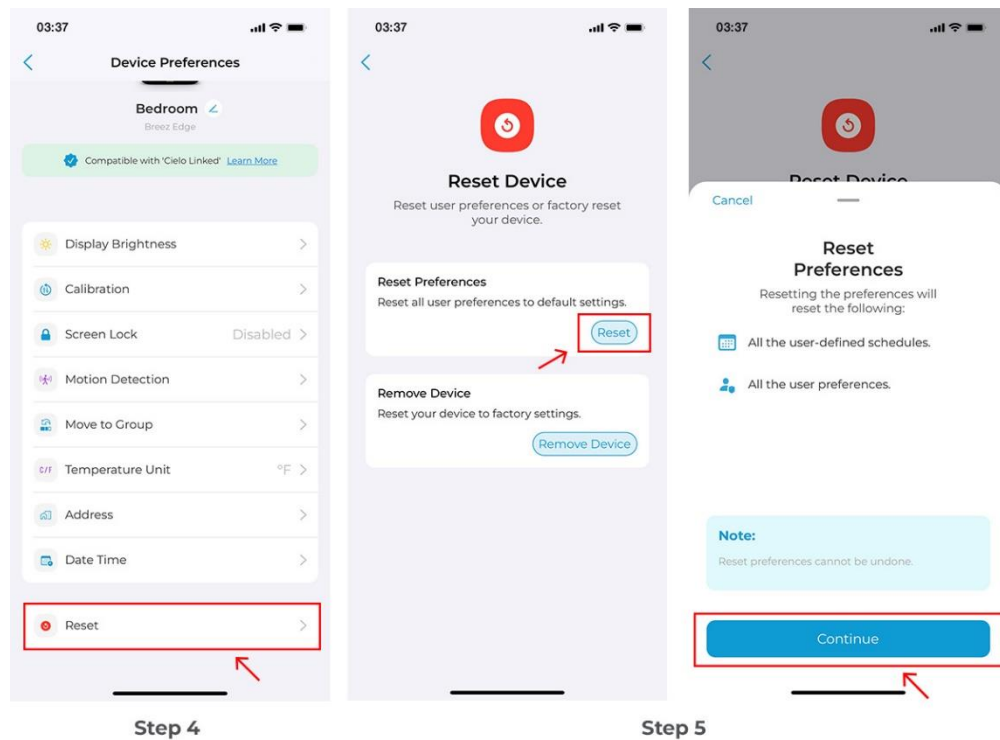 03:37
Device Preferences
Bedroom
Breez Edge
Compatible with 'Cielo Linked' Learn More
Display Brightness
Calibration
Screen Lock Disabled
Motion Detection
Move to Group
C/F Temperature Unit °F
Address
Date Time
Reset
Step 4
03:37
Reset Device
Reset user preferences or factory reset
your device.
Reset Preferences
Reset all user preferences to default settings.
Reset
Remove Device
Reset your device to factory settings.
Remove Device
03:37
Reset Device
Cancel
Reset
Preferences
Resetting the preferences will
reset the following:
All the user-defined schedules.
All the user preferences.
Note:
Reset preferences cannot be undone.
Continue
Step 5